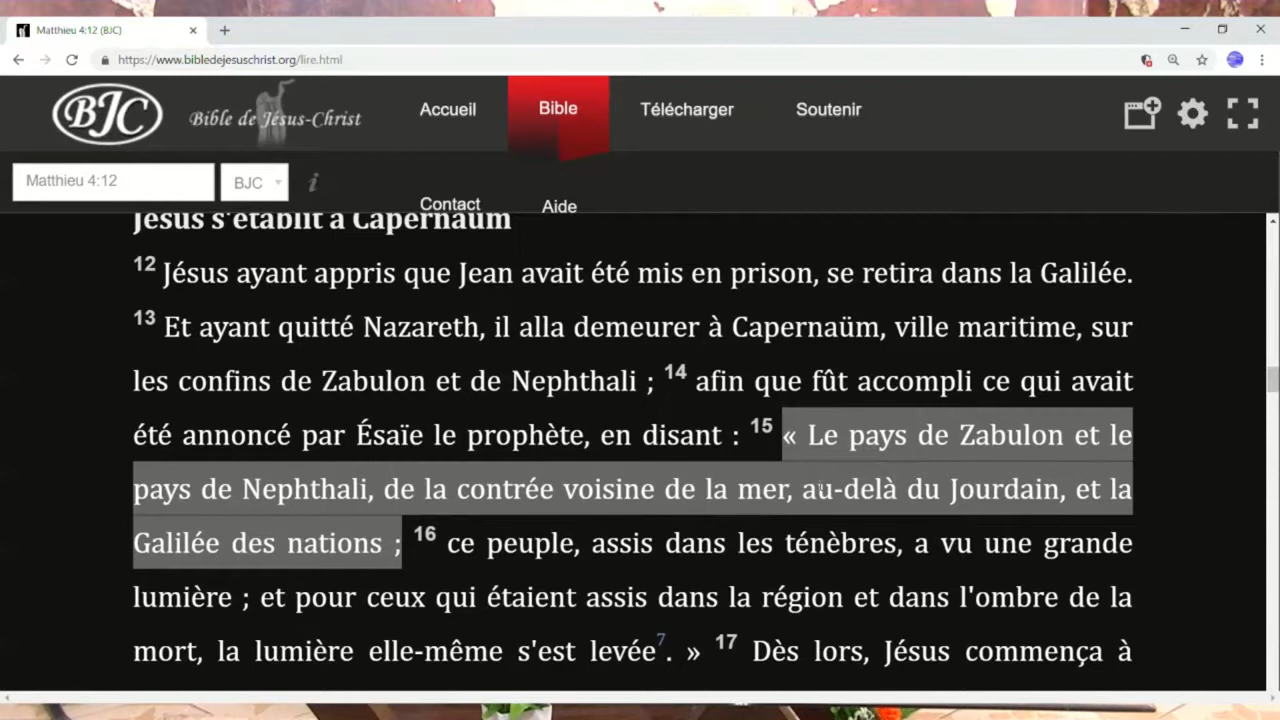 Matthieu 4:12 (BJC)
https://www.bibledejesuschrist.org/lire.html
BJC Bible de Jésus-Christ Accueil Bible Télécharger Soutenir
Matthieu 4:12 BJC i
Contact Aide
Jésus s'établit à Capernaüm
12 Jésus ayant appris que Jean avait été mis en prison, se retira dans la Galilée.
13 Et ayant quitté Nazareth, il alla demeurer à Capernaüm, ville maritime, sur
les confins de Zabulon et de Nephthali ; 14 afin que fût accompli ce qui avait
été annoncé par Ésaïe le prophète, en disant : 15 « Le pays de Zabulon et le
pays de Nephthali, de la contrée voisine de la mer, au-delà du Jourdain, et la
Galilée des nations ; 16 ce peuple, assis dans les ténèbres, a vu une grande
lumière ; et pour ceux qui étaient assis dans la région et dans l'ombre de la
mort, la lumière elle-même s'est levée7. » 17 Dès lors, Jésus commença à